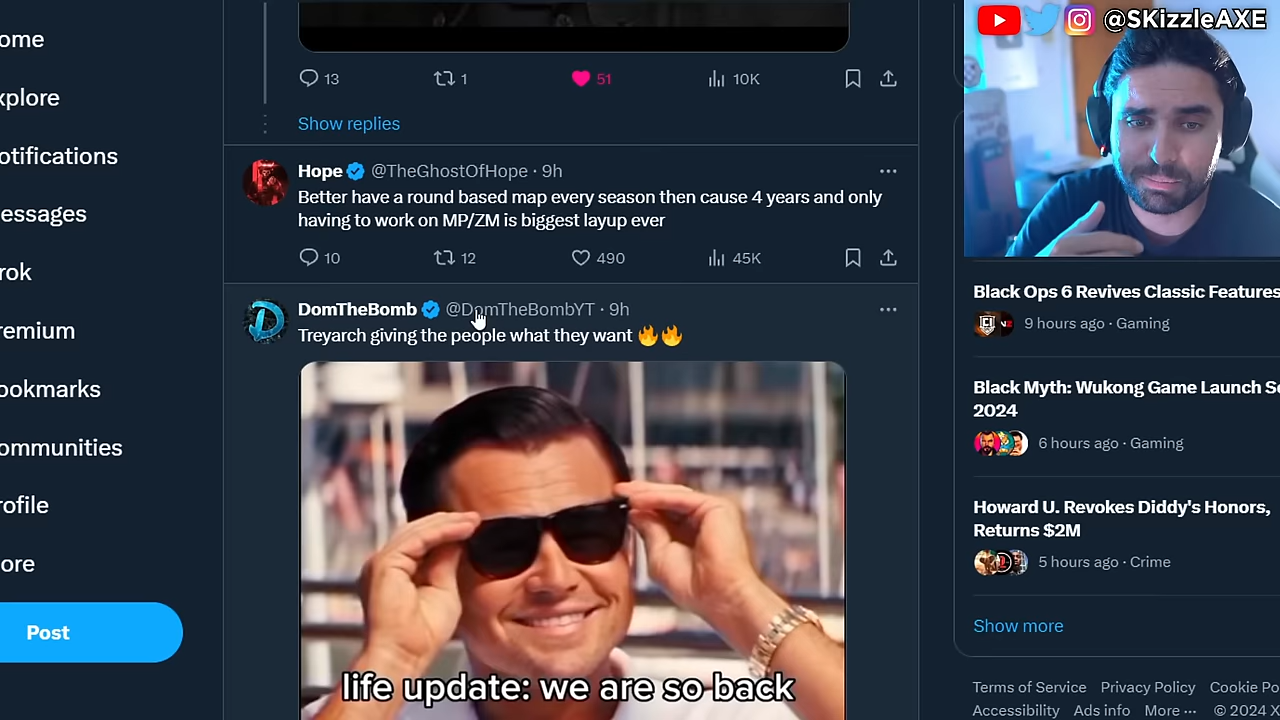 @SKizzleAXE
ome
xplore
otifications
essages
rok
remium
ookmarks
ommunities
rofile
ore
Post
13
1
51
10K
Show replies
Hope @TheGhostOfHope · 9h
Better have a round based map every season then cause 4 years and only
having to work on MP/ZM is biggest layup ever
10
12
490
45K
DomTheBomb @DomTheBombYT · 9h
Treyarch giving the people what they want 🔥🔥
life update: we are so back
Black Ops 6 Revives Classic Features
9 hours ago · Gaming
Black Myth: Wukong Game Launch Se
2024
6 hours ago · Gaming
Howard U. Revokes Diddy's Honors,
Returns $2M
5 hours ago · Crime
Show more
Terms of Service Privacy Policy Cookie Po
Accessibility Ads info More ··· © 2024 X